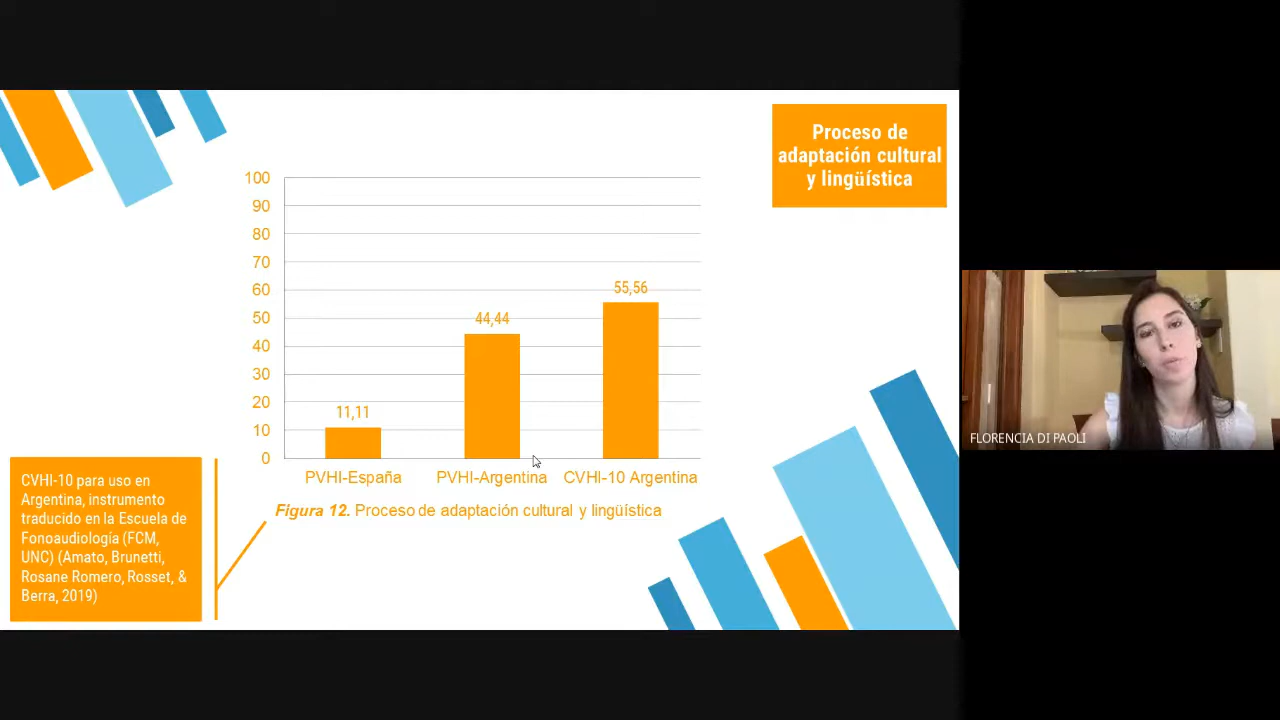 Proceso de
adaptación cultural
y lingüística
100
90
80
70
60
50
40
30
20
10
0
11,11
44,44
55,56
PVHI-España
PVHI-Argentina
CVHI-10 Argentina
Figura 12. Proceso de adaptación cultural y lingüística
CVHI-10 para uso en
Argentina, instrumento
traducido en la Escuela de
Fonoaudiología (FCM,
UNC) (Amato, Brunetti,
Rosane Romero, Rosset, &
Berra, 2019)
FLORENCIA DI PAOLI